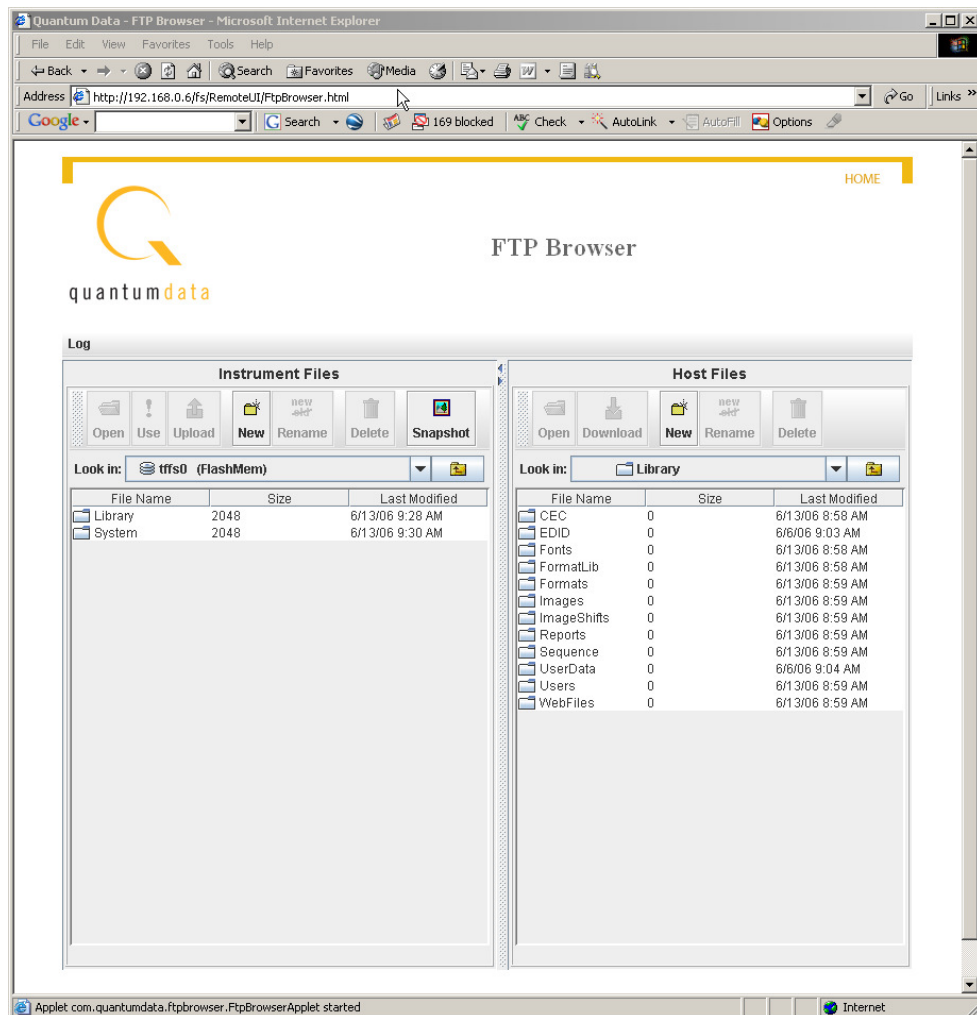 Quantum Data - FTP Browser - Microsoft Internet Explorer
File Edit View Favorites Tools Help
Back Search Favorites Media
Address http://192.168.0.6/fs/RemoteUI/FtpBrowser.html Go Links »
Google Search 169 blocked ABC Check AutoLink AutoFill Options
HOME
FTP Browser
quantumdata
Log
Instrument Files
Open Use Upload New new old Rename Delete Snapshot
Look in: tffs0 (FlashMem)
File Name Size Last Modified
Library 2048 6/13/06 9:28 AM
System 2048 6/13/06 9:30 AM
Host Files
Open Download New new old Rename Delete
Look in: Library
File Name Size Last Modified
CEC 0 6/13/06 8:58 AM
EDID 0 6/6/06 9:03 AM
Fonts 0 6/13/06 8:58 AM
FormatLib 0 6/13/06 8:58 AM
Formats 0 6/13/06 8:59 AM
Images 0 6/13/06 8:59 AM
ImageShifts 0 6/13/06 8:59 AM
Reports 0 6/13/06 8:59 AM
Sequence 0 6/13/06 8:59 AM
UserData 0 6/6/06 9:04 AM
Users 0 6/13/06 8:59 AM
WebFiles 0 6/13/06 8:59 AM
Applet com.quantumdata.ftpbrowser.FtpBrowserApplet started Internet